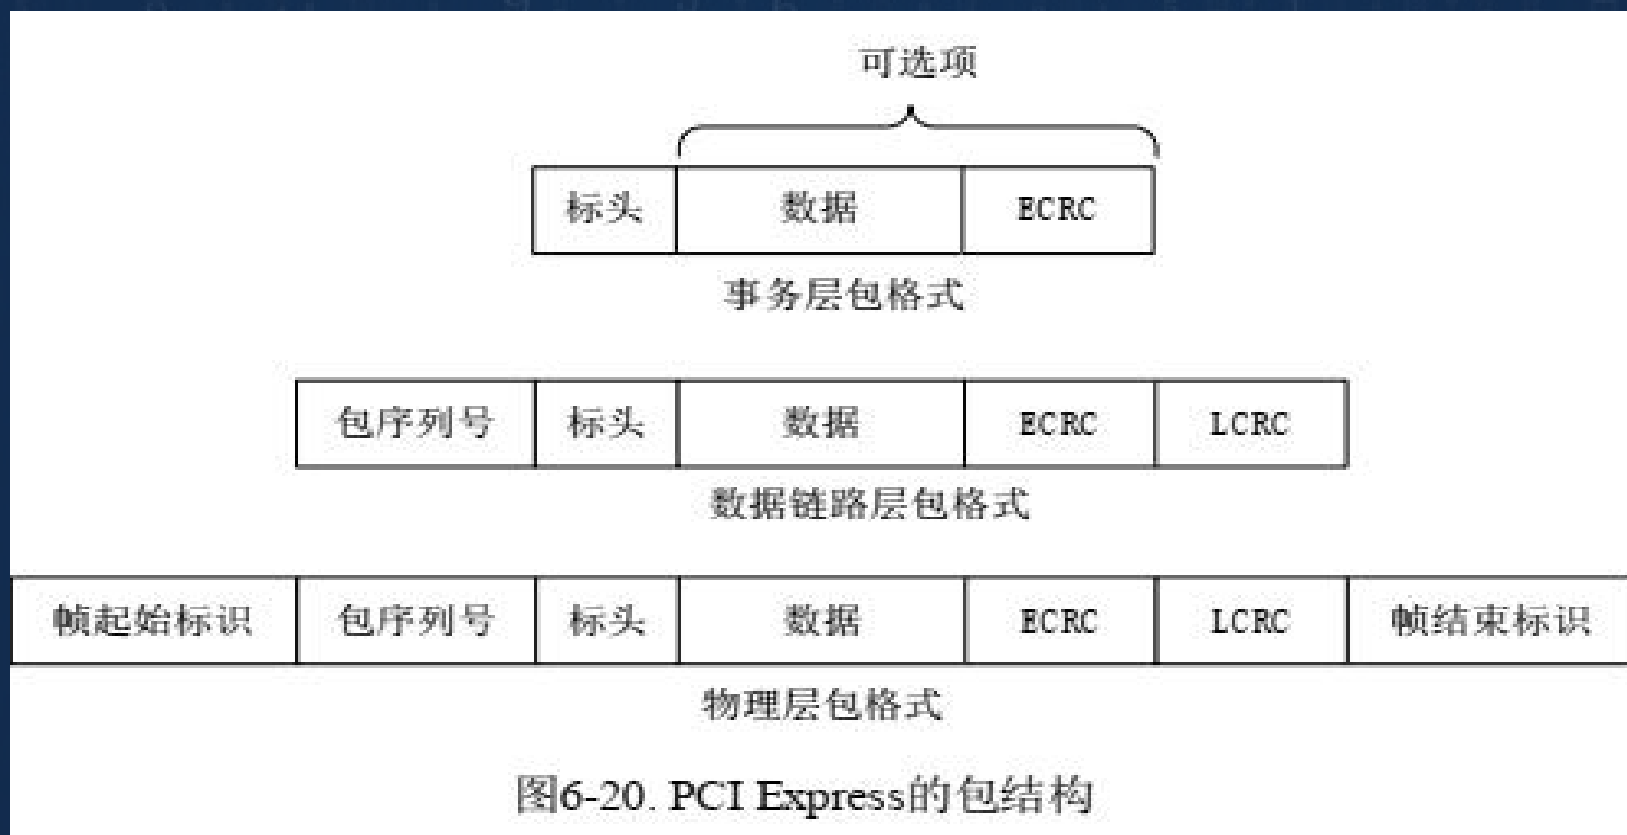 可选项
标头 数据 ECRC
事务层包格式
包序列号 标头 数据 ECRC LCRC
数据链路层包格式
帧起始标识 包序列号 标头 数据 ECRC LCRC 帧结束标识
物理层包格式
图6-20. PCI Express的包结构